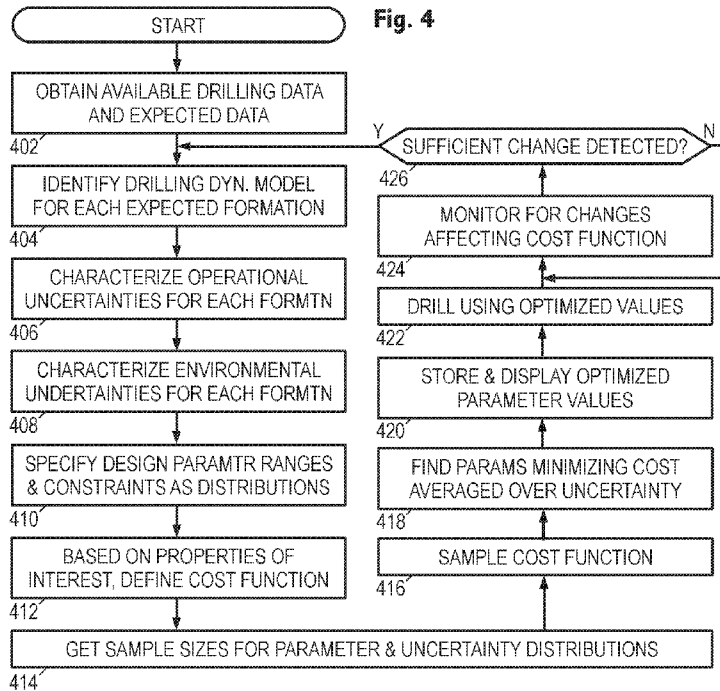 Fig. 4
START
OBTAIN AVAILABLE DRILLING DATA
AND EXPECTED DATA
402
IDENTIFY DRILLING DYN. MODEL
FOR EACH EXPECTED FORMATION
404
CHARACTERIZE OPERATIONAL
UNCERTAINTIES FOR EACH FORMTN
406
CHARACTERIZE ENVIRONMENTAL
UNDERTAINTIES FOR EACH FORMTN
408
SPECIFY DESIGN PARAMTR RANGES
& CONSTRAINTS AS DISTRIBUTIONS
410
BASED ON PROPERTIES OF
INTEREST, DEFINE COST FUNCTION
412
GET SAMPLE SIZES FOR PARAMETER & UNCERTAINTY DISTRIBUTIONS
414
SAMPLE COST FUNCTION
416
FIND PARAMS MINIMIZING COST
AVERAGED OVER UNCERTAINTY
418
STORE & DISPLAY OPTIMIZED
PARAMETER VALUES
420
DRILL USING OPTIMIZED VALUES
422
MONITOR FOR CHANGES
AFFECTING COST FUNCTION
424
Y
SUFFICIENT CHANGE DETECTED?
N
426